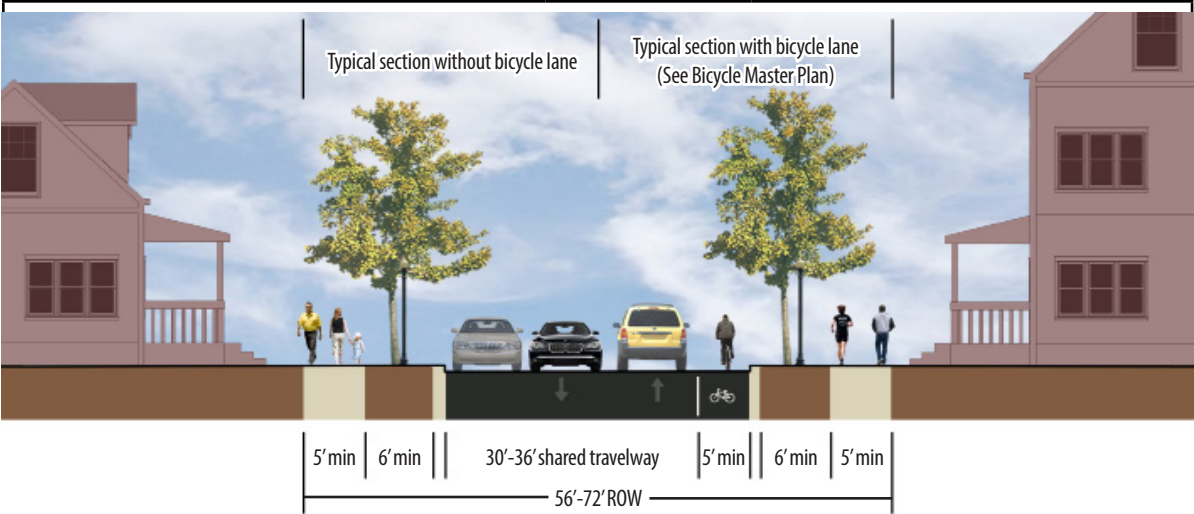 Typical section without bicycle lane
Typical section with bicycle lane
(See Bicycle Master Plan)
5' min
6' min
30'-36' shared travelway
5' min
6' min
5' min
56'-72' ROW